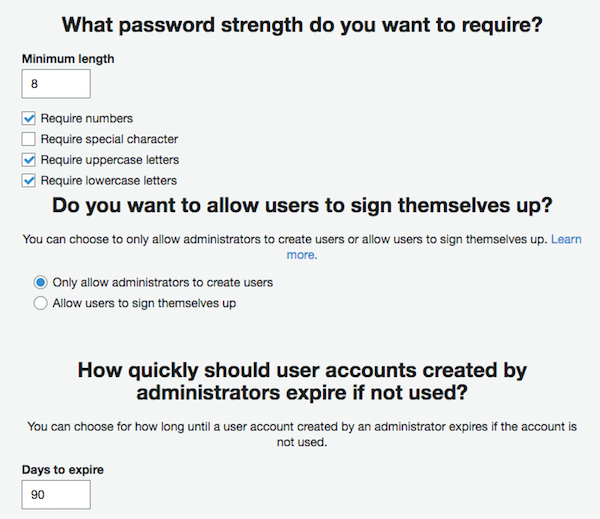 What password strength do you want to require?
Minimum length
8
Require numbers
Require special character
Require uppercase letters
Require lowercase letters
Do you want to allow users to sign themselves up?
You can choose to only allow administrators to create users or allow users to sign themselves up. Learn
more.
Only allow administrators to create users
Allow users to sign themselves up
How quickly should user accounts created by
administrators expire if not used?
You can choose for how long until a user account created by an administrator expires if the account is
not used.
Days to expire
90